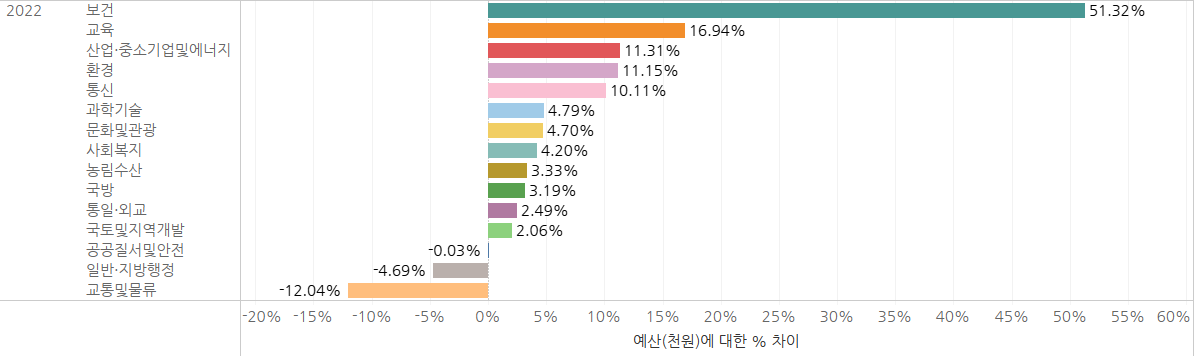 2022 보건 51.32%
교육 16.94%
산업·중소기업및에너지 11.31%
환경 11.15%
통신 10.11%
과학기술 4.79%
문화및관광 4.70%
사회복지 4.20%
농림수산 3.33%
국방 3.19%
통일·외교 2.49%
국토및지역개발 2.06%
공공질서및안전 -0.03%
일반·지방행정 -4.69%
교통및물류 -12.04%
-20% -15% -10% -5% 0% 5% 10% 15% 20% 25% 30% 35% 40% 45% 50% 55% 60%
예산(천원)에 대한 % 차이